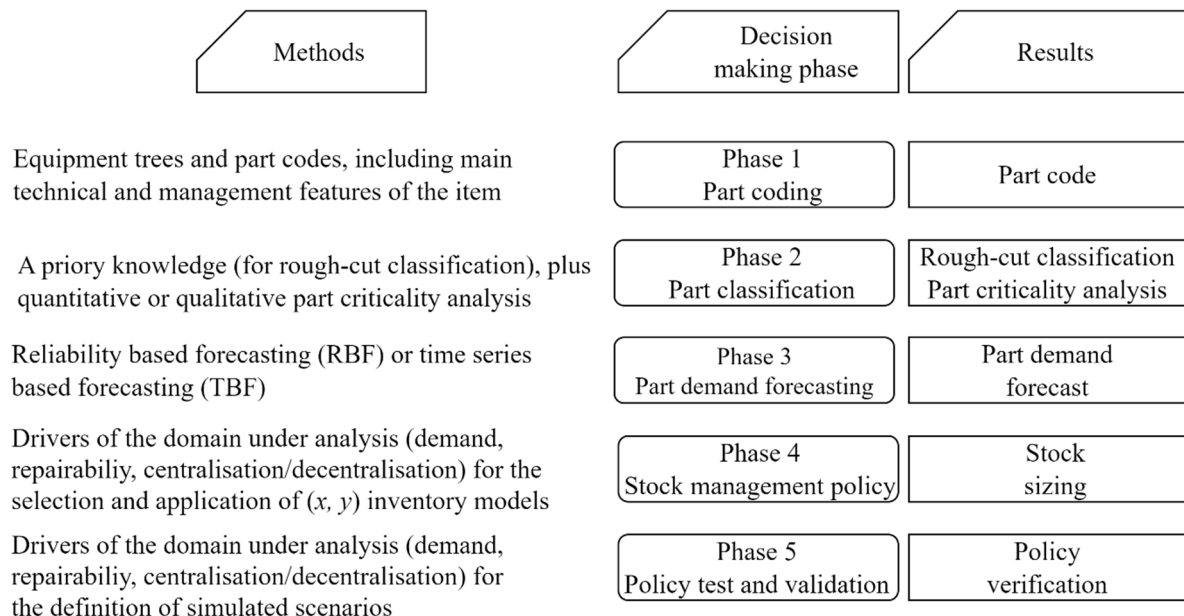 Methods
Decision
making phase
Results
Equipment trees and part codes, including main
technical and management features of the item
Phase 1
Part coding
Part code
A priory knowledge (for rough-cut classification), plus
quantitative or qualitative part criticality analysis
Phase 2
Part classification
Rough-cut classification
Part criticality analysis
Reliability based forecasting (RBF) or time series
based forecasting (TBF)
Phase 3
Part demand forecasting
Part demand
forecast
Drivers of the domain under analysis (demand,
repairabiliy, centralisation/decentralisation) for the
selection and application of (x, y) inventory models
Phase 4
Stock management policy
Stock
sizing
Drivers of the domain under analysis (demand,
repairabiliy, centralisation/decentralisation) for
the definition of simulated scenarios
Phase 5
Policy test and validation
Policy
verification